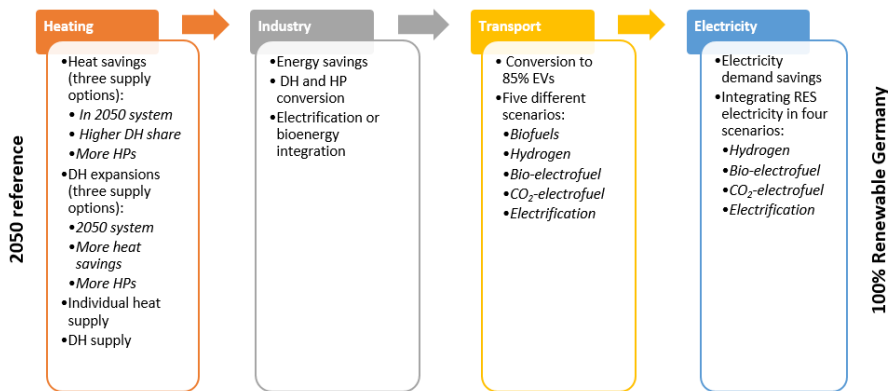 2050 reference
Heating
•Heat savings
(three supply
options):
•In 2050 system
•Higher DH share
•More HPs
•DH expansions
(three supply
options):
•2050 system
•More heat
savings
•More HPs
•Individual heat
supply
•DH supply
Industry
•Energy savings
• DH and HP
conversion
•Electrification or
bioenergy
integration
Transport
• Conversion to
85% EVs
•Five different
scenarios:
•Biofuels
•Hydrogen
•Bio-electrofuel
•CO₂-electrofuel
•Electrification
Electricity
•Electricity
demand savings
•Integrating RES
electricity in four
scenarios:
•Hydrogen
•Bio-electrofuel
•CO₂-electrofuel
•Electrification
100% Renewable Germany